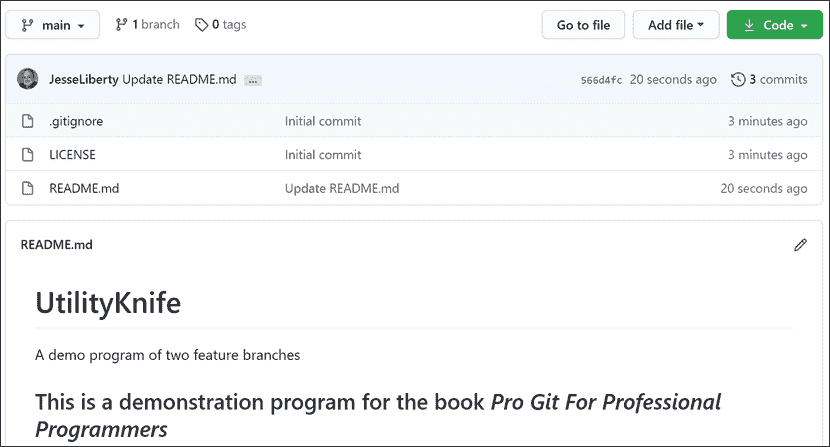 main
1 branch
0 tags
Go to file
Add file
Code
JesseLiberty Update README.md ...
566d4fc 20 seconds ago
3 commits
.gitignore Initial commit 3 minutes ago
LICENSE Initial commit 3 minutes ago
README.md Update README.md 20 seconds ago
README.md
UtilityKnife
A demo program of two feature branches
This is a demonstration program for the book Pro Git For Professional
Programmers